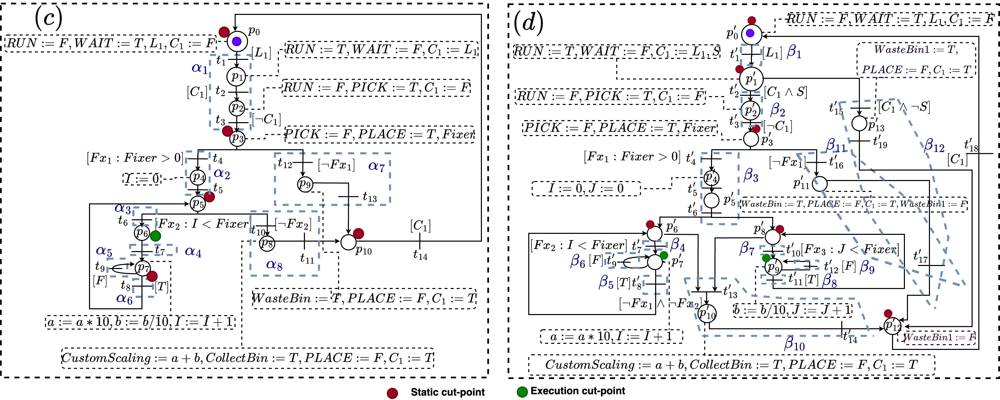 (c)
p₀
RUN := F, WAIT := T, L₁, C₁ := F
[L₁]
RUN := T, WAIT := F, C₁ := L₁
t₁
α₁
p₁
[C₁]
t₂
RUN := F, PICK := T, C₁ := F
p₂
t₃
[¬C₁]
p₃
PICK := F, PLACE := T, Fixer
[Fx₁ : Fixer > 0]
t₄
t₁₂
[¬Fx₁]
α₇
I := 0
p₄
α₂
p₉
t₅
t₁₃
p₅
α₃
t₆
[Fx₂ : I < Fixer]
t₁₀
[¬Fx₂]
[C₁]
p₆
p₈
p₁₀
α₅
t₇
α₄
t₁₁
t₁₄
t₉
p₇
α₈
[F]
t₈
[T]
α₆
WasteBin := T, PLACE := F, C₁ := T
a := a * 10, b := b/10, I := I + 1
CustomScaling := a + b, CollectBin := T, PLACE := F, C₁ := T
(d)
p′₀
RUN := F, WAIT := T, L₁, C₁ := F
RUN := T, WAIT := F, C₁ := L₁, S
t′₁
[L₁]
β₁
WasteBin1 := T,
PLACE := F, C₁ := T
p′₁
t′₂
[C₁ ∧ S]
RUN := F, PICK := T, C₁ := F
p′₂
β₂
t′₁₅
[C₁ ∧ ¬S]
t′₃
[¬C₁]
p′₁₃
PICK := F, PLACE := T, Fixer
p′₃
t′₁₉
β₁₁
β₁₂
t′₁₈
[C₁]
[Fx₁ : Fixer > 0]
t′₄
[¬Fx₁]
t′₁₆
p′₄
β₃
p′₁₁
I := 0, J := 0
t′₅
p′₅
WasteBin := T, PLACE := F, C₁ := T, WasteBin1 := F
t′₆
p′₆
p′₈
[Fx₂ : I < Fixer]
t′₇
β₄
β₇
t′₁₀
[Fx₃ : J < Fixer]
β₆
[F]
t′₉
p′₇
p′₉
t′₁₂
[F]
β₉
t′₁₇
β₅
[T]
t′₈
t′₁₁
[T]
β₈
t′₁₃
[¬Fx₁ ∧ ¬Fx₂]
p′₁₀
b := b/10, J := J + 1
p′₁₂
a := a * 10, I := I + 1
t′₁₄
WasteBin1 := F
β₁₀
CustomScaling := a + b, CollectBin := T, PLACE := F, C₁ := T
Static cut-point
Execution cut-point